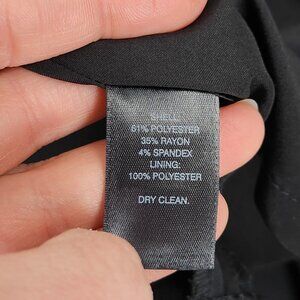 SHELL:
61% POLYESTER
35% RAYON
4% SPANDEX
LINING:
100% POLYESTER
DRY CLEAN.